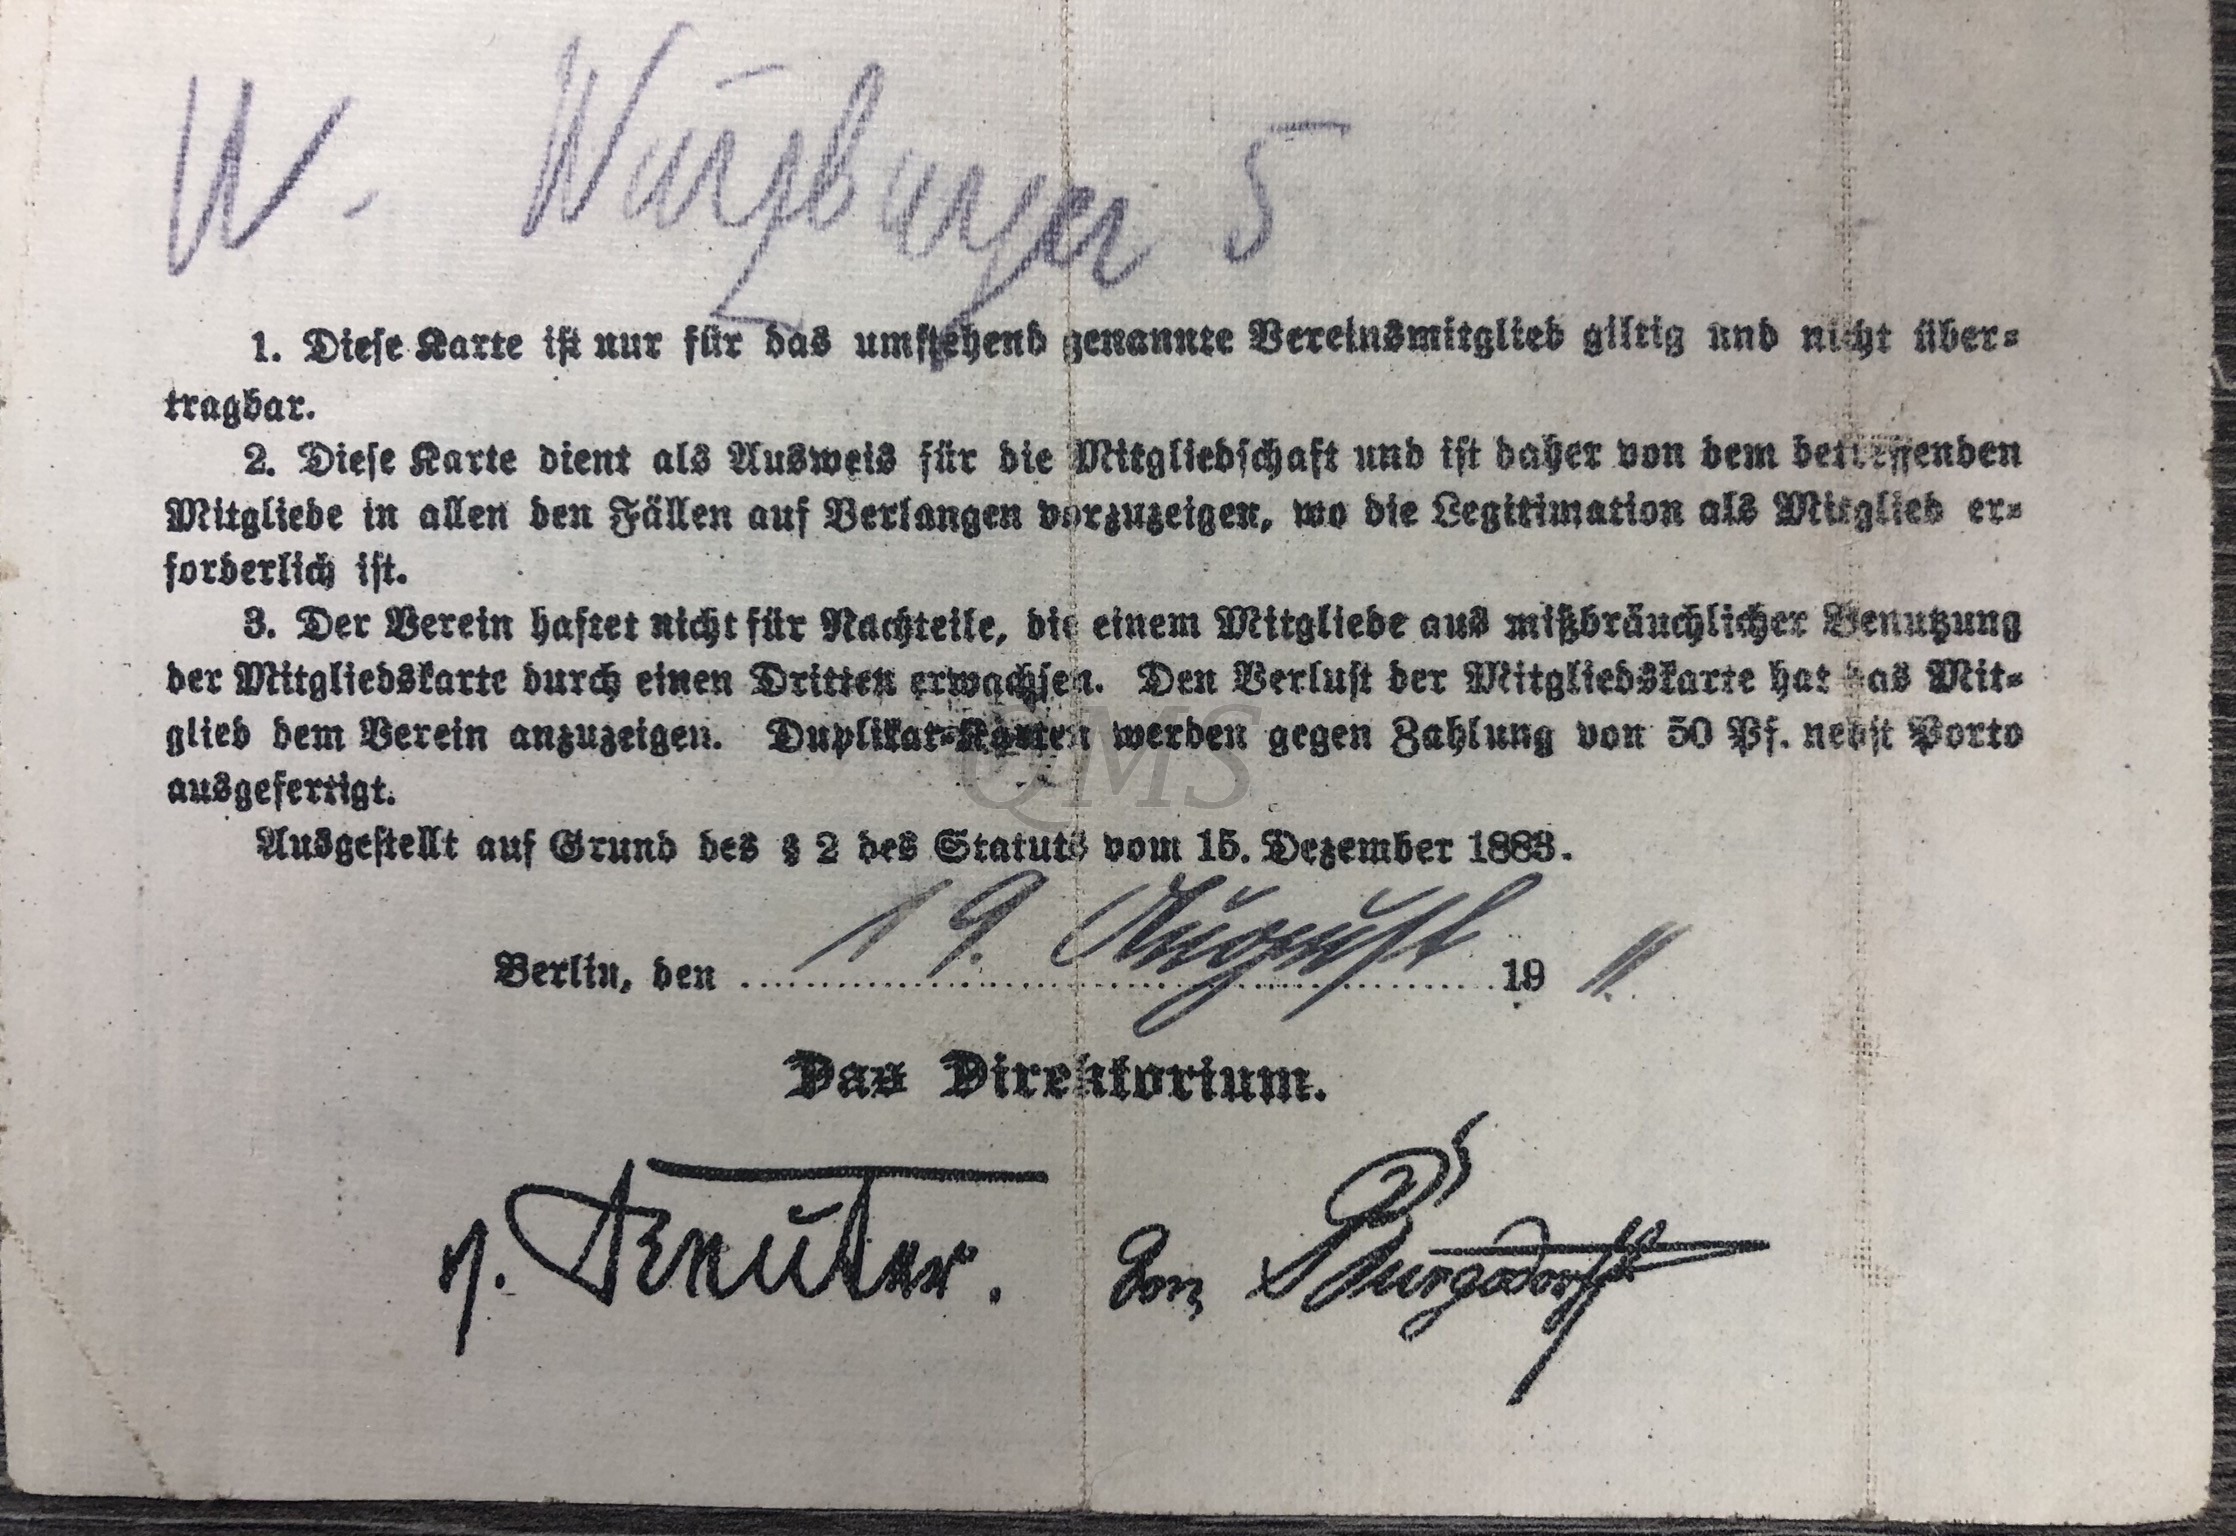 W. Würzburger 5
1. Diese Karte ist nur für das umstehend genannte Vereinsmitglied giltig und nicht über=
tragbar.
2. Diese Karte dient als Ausweis für die Mitgliedschaft und ist daher von dem betreffenden
Mitgliede in allen den Fällen auf Verlangen vorzuzeigen, wo die Legitimation als Mitglied er=
forderlich ist.
3. Der Verein haftet nicht für Nachteile, die einem Mitgliede aus mißbräuchlicher Benutzung
der Mitgliedskarte durch einen Dritten erwachsen. Den Verlust der Mitgliedskarte hat das Mit=
glied dem Verein anzuzeigen. Duplikat=Karten werden gegen Zahlung von 50 Pf. nebst Porto
ausgefertigt.
Ausgestellt auf Grund des § 2 des Statuts vom 15. Dezember 1883.
Berlin, den 19. August 1911
Das Direktorium.
von Burgsdorff
QMS